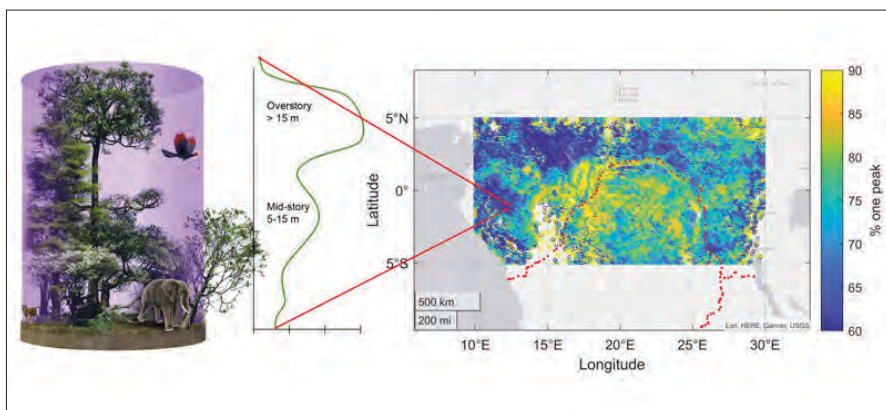 Overstory
> 15 m
Mid-story
5-15 m
Latitude
5°N
0°
5°S
500 km
200 mi
Esri, HERE, Garmin, USGS
10°E
15°E
20°E
25°E
30°E
Longitude
90
85
80
75
70
65
60
% one peak